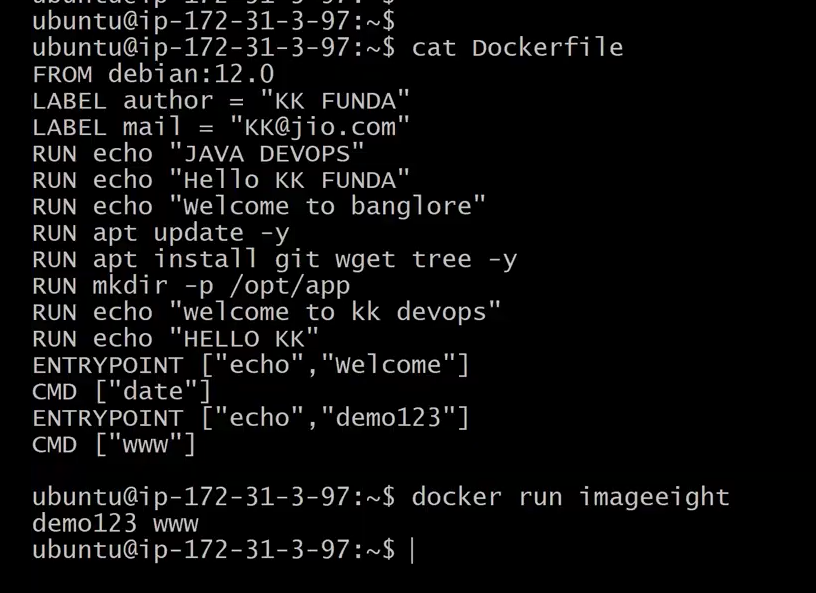 ubuntu@ip-172-31-3-97:~$
ubuntu@ip-172-31-3-97:~$ cat Dockerfile
FROM debian:12.0
LABEL author = "KK FUNDA"
LABEL mail = "KK@jio.com"
RUN echo "JAVA DEVOPS"
RUN echo "Hello KK FUNDA"
RUN echo "Welcome to banglore"
RUN apt update -y
RUN apt install git wget tree -y
RUN mkdir -p /opt/app
RUN echo "welcome to kk devops"
RUN echo "HELLO KK"
ENTRYPOINT ["echo","Welcome"]
CMD ["date"]
ENTRYPOINT ["echo","demo123"]
CMD ["www"]
ubuntu@ip-172-31-3-97:~$ docker run imageeight
demo123 www
ubuntu@ip-172-31-3-97:~$